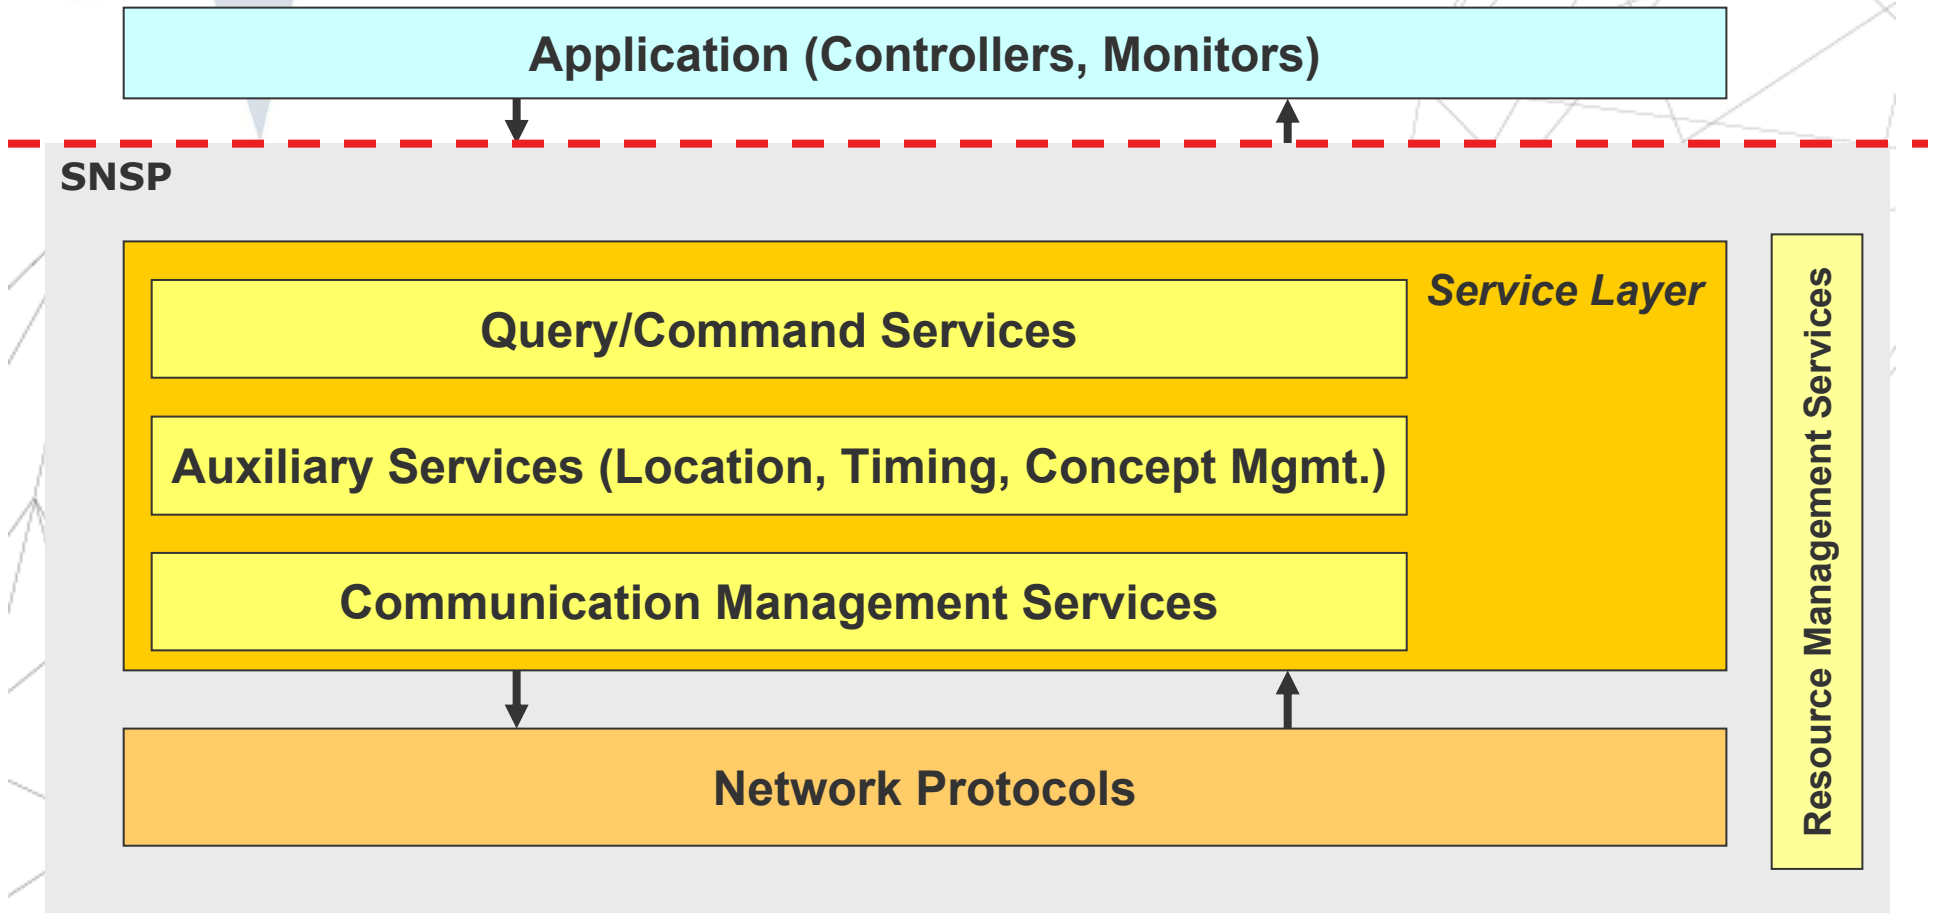 Application (Controllers, Monitors)
SNSP
Service Layer
Query/Command Services
Auxiliary Services (Location, Timing, Concept Mgmt.)
Communication Management Services
Network Protocols
Resource Management Services